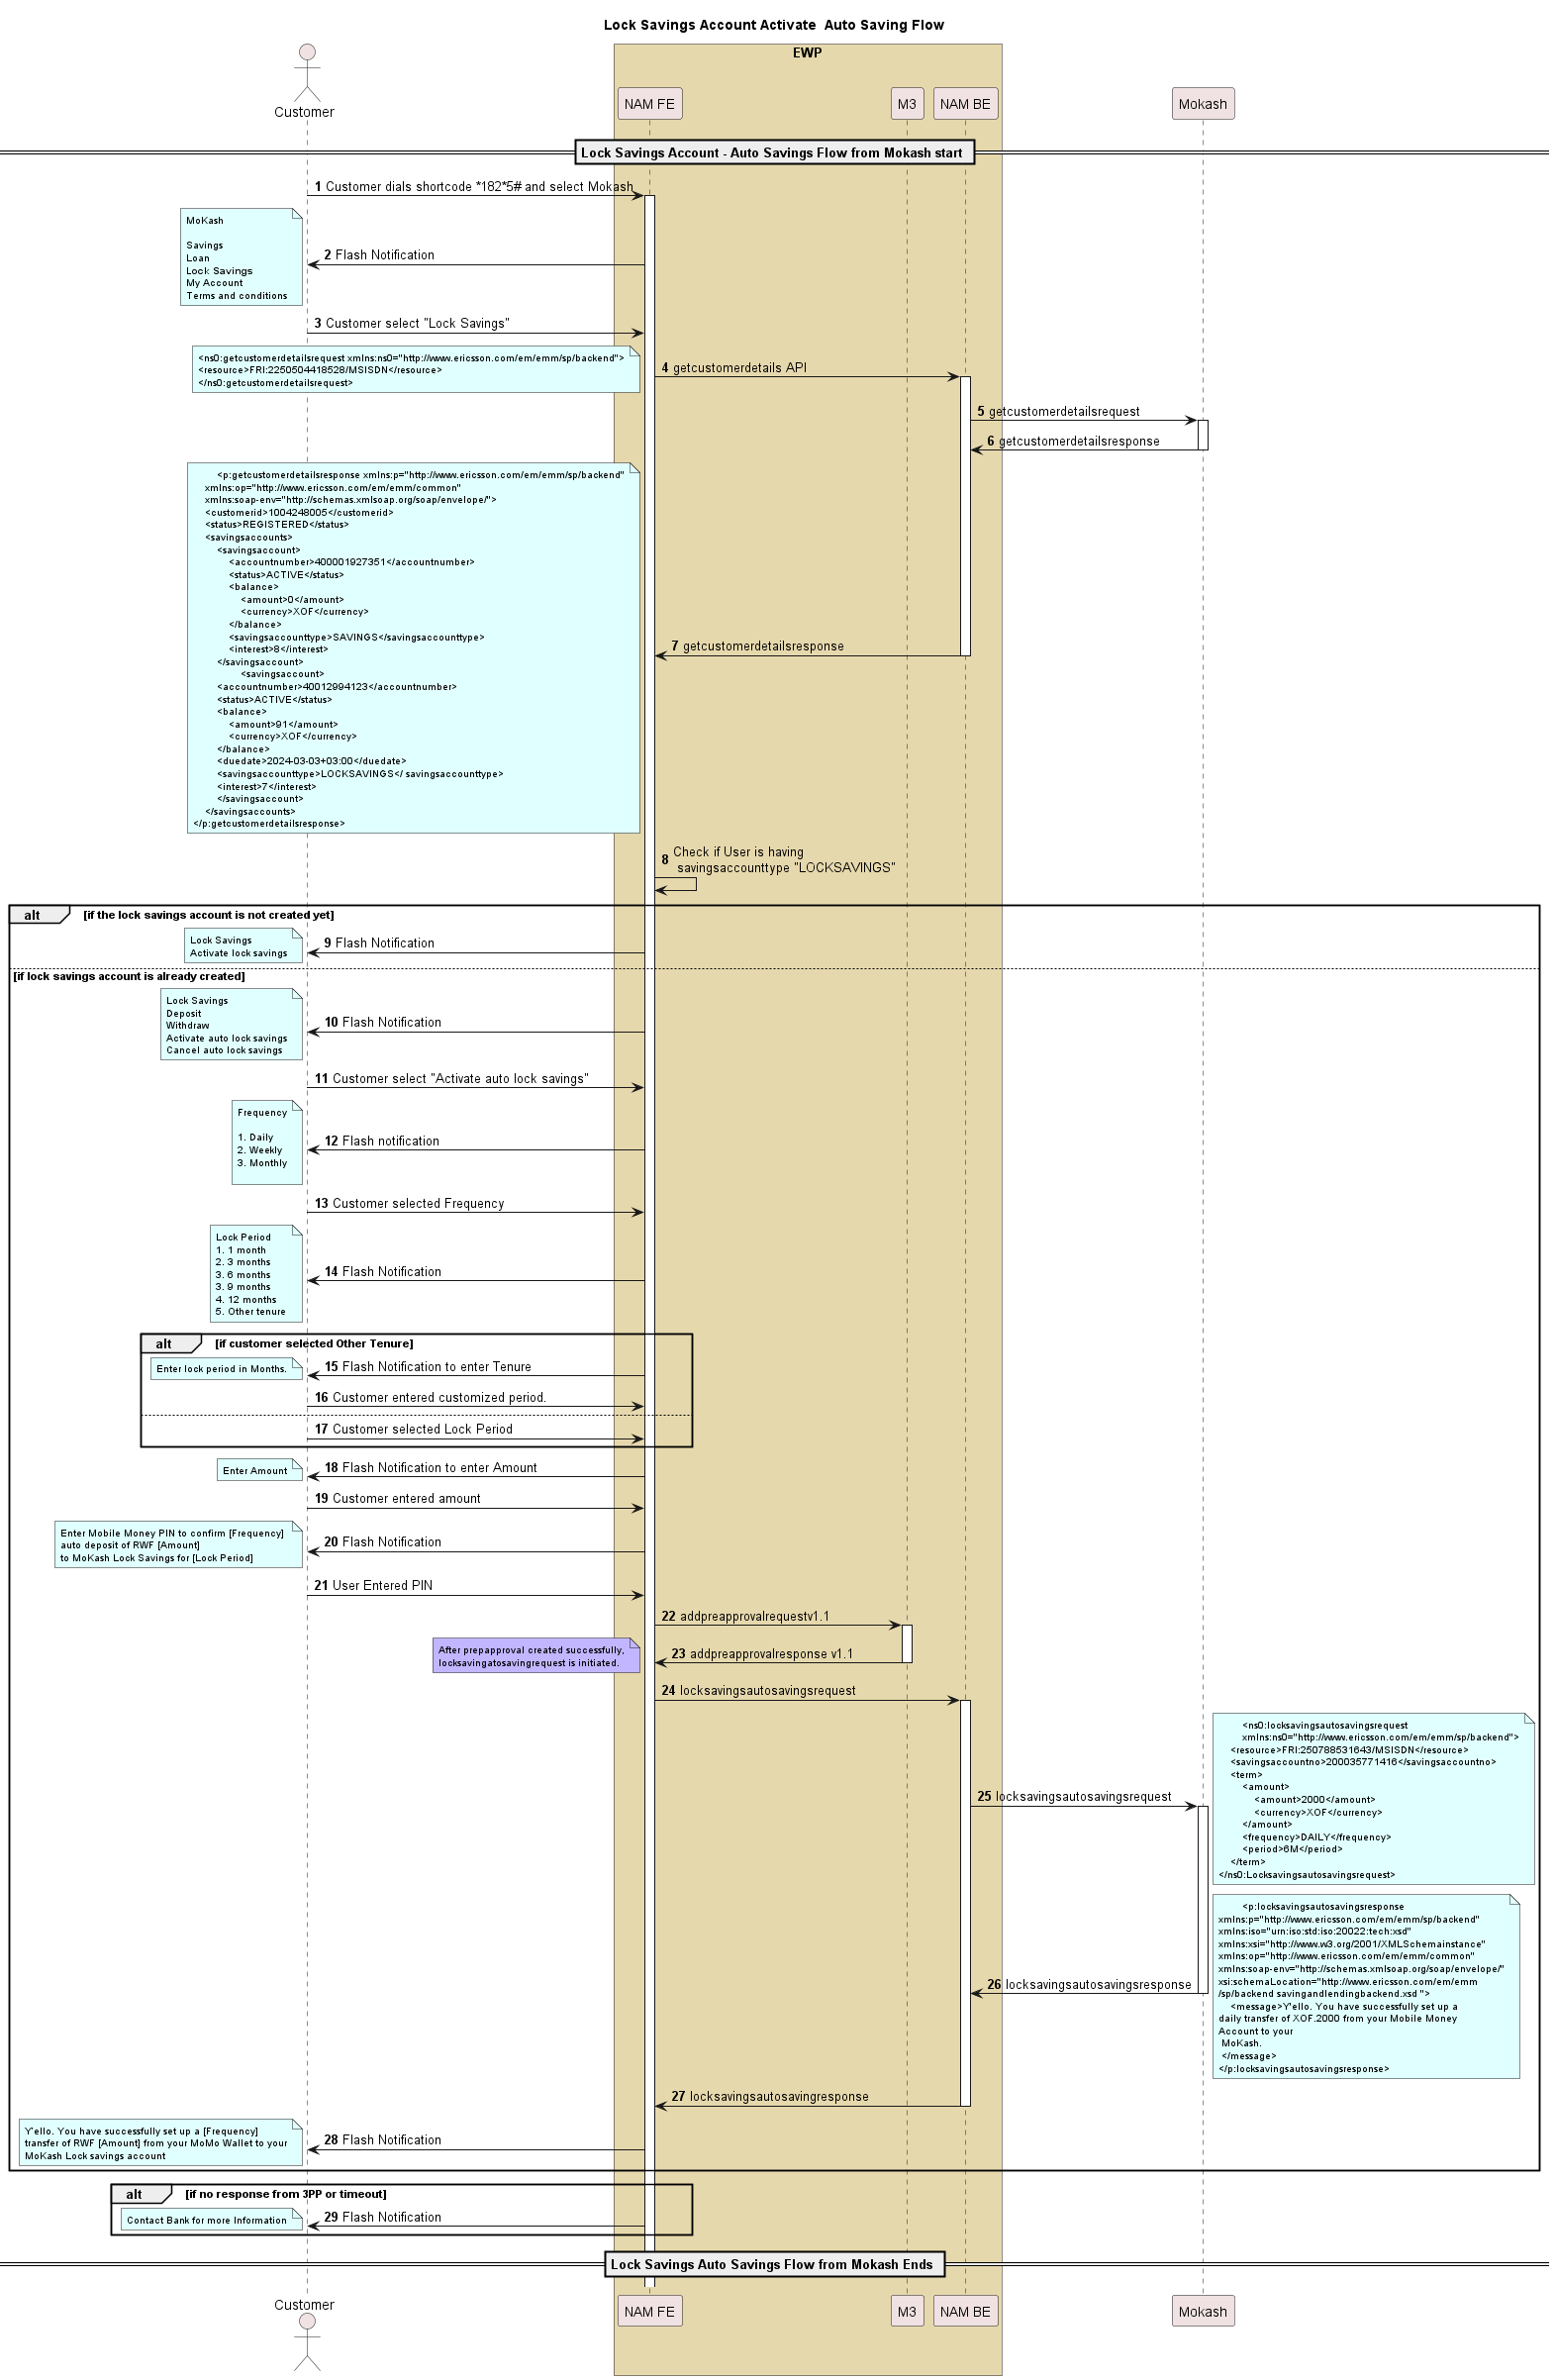 Lock Savings Account Activate  Auto Saving Flow
EWP
Customer
NAM FE
M3
NAM BE
Mokash
Lock Savings Account - Auto Savings Flow from Mokash start
1 Customer dials shortcode *182*5# and select Mokash
MoKash
Savings
Loan
Lock Savings
My Account
Terms and conditions
2 Flash Notification
3 Customer select "Lock Savings"
<ns0:getcustomerdetailsrequest xmlns:ns0="http://www.ericsson.com/em/emm/sp/backend">
<resource>FRI:2250504418528/MSISDN</resource>
</ns0:getcustomerdetailsrequest>
4 getcustomerdetails API
5 getcustomerdetailsrequest
6 getcustomerdetailsresponse
<p:getcustomerdetailsresponse xmlns:p="http://www.ericsson.com/em/emm/sp/backend"
xmlns:op="http://www.ericsson.com/em/emm/common"
xmlns:soap-env="http://schemas.xmlsoap.org/soap/envelope/">
<customerid>1004248005</customerid>
<status>REGISTERED</status>
<savingsaccounts>
<savingsaccount>
<accountnumber>400001927351</accountnumber>
<status>ACTIVE</status>
<balance>
<amount>0</amount>
<currency>XOF</currency>
</balance>
<savingsaccounttype>SAVINGS</savingsaccounttype>
<interest>8</interest>
</savingsaccount>
<savingsaccount>
<accountnumber>40012994123</accountnumber>
<status>ACTIVE</status>
<balance>
<amount>91</amount>
<currency>XOF</currency>
</balance>
<duedate>2024-03-03+03:00</duedate>
<savingsaccounttype>LOCKSAVINGS</ savingsaccounttype>
<interest>7</interest>
</savingsaccount>
</savingsaccounts>
</p:getcustomerdetailsresponse>
7 getcustomerdetailsresponse
8 Check if User is having
savingsaccounttype "LOCKSAVINGS"
alt [if the lock savings account is not created yet]
Lock Savings
Activate lock savings
9 Flash Notification
[if lock savings account is already created]
Lock Savings
Deposit
Withdraw
Activate auto lock savings
Cancel auto lock savings
10 Flash Notification
11 Customer select "Activate auto lock savings"
Frequency
1. Daily
2. Weekly
3. Monthly
12 Flash notification
13 Customer selected Frequency
Lock Period
1. 1 month
2. 3 months
3. 6 months
3. 9 months
4. 12 months
5. Other tenure
14 Flash Notification
alt [if customer selected Other Tenure]
Enter lock period in Months.
15 Flash Notification to enter Tenure
16 Customer entered customized period.
17 Customer selected Lock Period
Enter Amount
18 Flash Notification to enter Amount
19 Customer entered amount
Enter Mobile Money PIN to confirm [Frequency]
auto deposit of RWF [Amount]
to MoKash Lock Savings for [Lock Period]
20 Flash Notification
21 User Entered PIN
22 addpreapprovalrequestv1.1
After prepapproval created successfully,
locksavingatosavingrequest is initiated.
23 addpreapprovalresponse v1.1
24 locksavingsautosavingsrequest
<ns0:locksavingsautosavingsrequest
xmlns:ns0="http://www.ericsson.com/em/emm/sp/backend">
<resource>FRI:250788531643/MSISDN</resource>
<savingsaccountno>200035771416</savingsaccountno>
<term>
<amount>
<amount>2000</amount>
<currency>XOF</currency>
</amount>
<frequency>DAILY</frequency>
<period>6M</period>
</term>
</ns0:Locksavingsautosavingsrequest>
25 locksavingsautosavingsrequest
<p:locksavingsautosavingsresponse
xmlns:p="http://www.ericsson.com/em/emm/sp/backend"
xmlns:iso="urn:iso:std:iso:20022:tech:xsd"
xmlns:xsi="http://www.w3.org/2001/XMLSchemainstance"
xmlns:op="http://www.ericsson.com/em/emm/common"
xmlns:soap-env="http://schemas.xmlsoap.org/soap/envelope/"
xsi:schemaLocation="http://www.ericsson.com/em/emm
/sp/backend savingandlendingbackend.xsd ">
<message>Y'ello. You have successfully set up a
daily transfer of XOF.2000 from your Mobile Money
Account to your
MoKash.
</message>
</p:locksavingsautosavingsresponse>
26 locksavingsautosavingsresponse
27 locksavingsautosavingresponse
Y'ello. You have successfully set up a [Frequency]
transfer of RWF [Amount] from your MoMo Wallet to your
MoKash Lock savings account
28 Flash Notification
alt [if no response from 3PP or timeout]
Contact Bank for more Information
29 Flash Notification
Lock Savings Auto Savings Flow from Mokash Ends
Customer
NAM FE
M3
NAM BE
Mokash